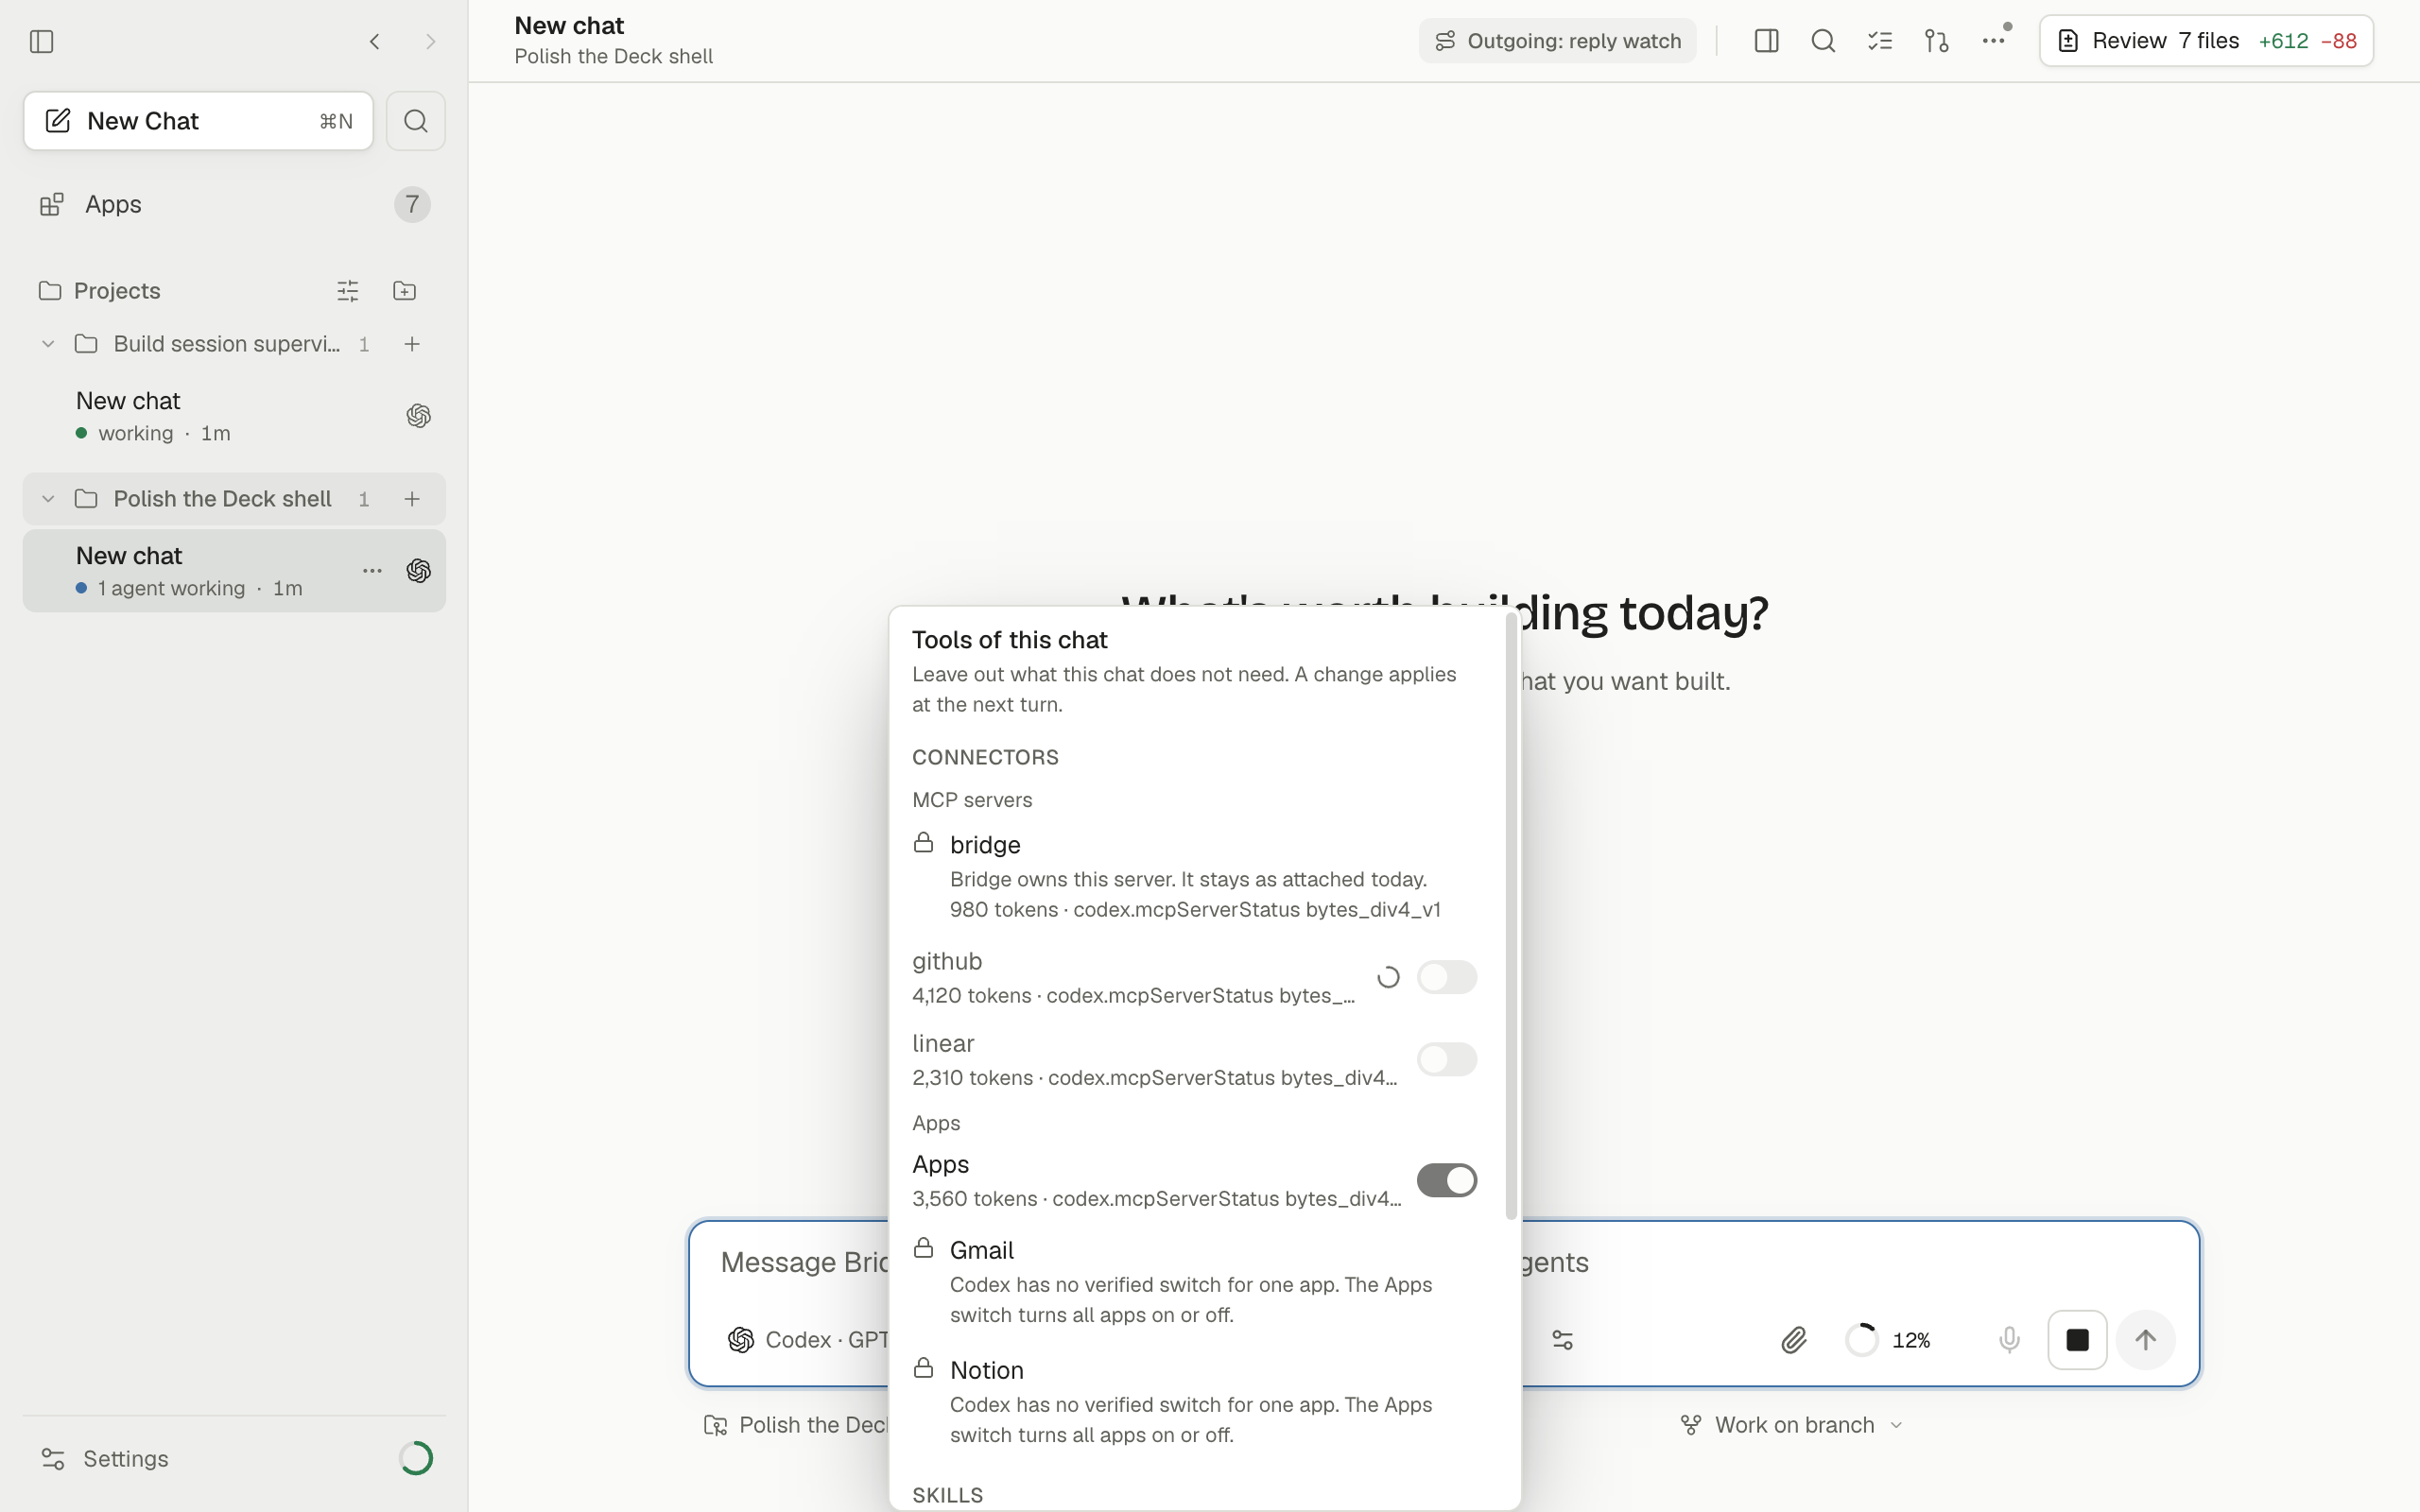 New chat
Polish the Deck shell
Outgoing: reply watch
Review 7 files +612 −88
New Chat ⌘N
Apps 7
Projects
Build session supervi... 1
New chat
working · 1m
Polish the Deck shell 1
New chat
1 agent working · 1m
Settings
What's worth building today?
hat you want built.
Tools of this chat
Leave out what this chat does not need. A change applies
at the next turn.
CONNECTORS
MCP servers
bridge
Bridge owns this server. It stays as attached today.
980 tokens · codex.mcpServerStatus bytes_div4_v1
github
4,120 tokens · codex.mcpServerStatus bytes_...
linear
2,310 tokens · codex.mcpServerStatus bytes_div4...
Apps
Apps
3,560 tokens · codex.mcpServerStatus bytes_div4...
Gmail
Codex has no verified switch for one app. The Apps
switch turns all apps on or off.
Notion
Codex has no verified switch for one app. The Apps
switch turns all apps on or off.
SKILLS
Message Bri
gents
Codex · GPT
12%
Polish the Dec
Work on branch